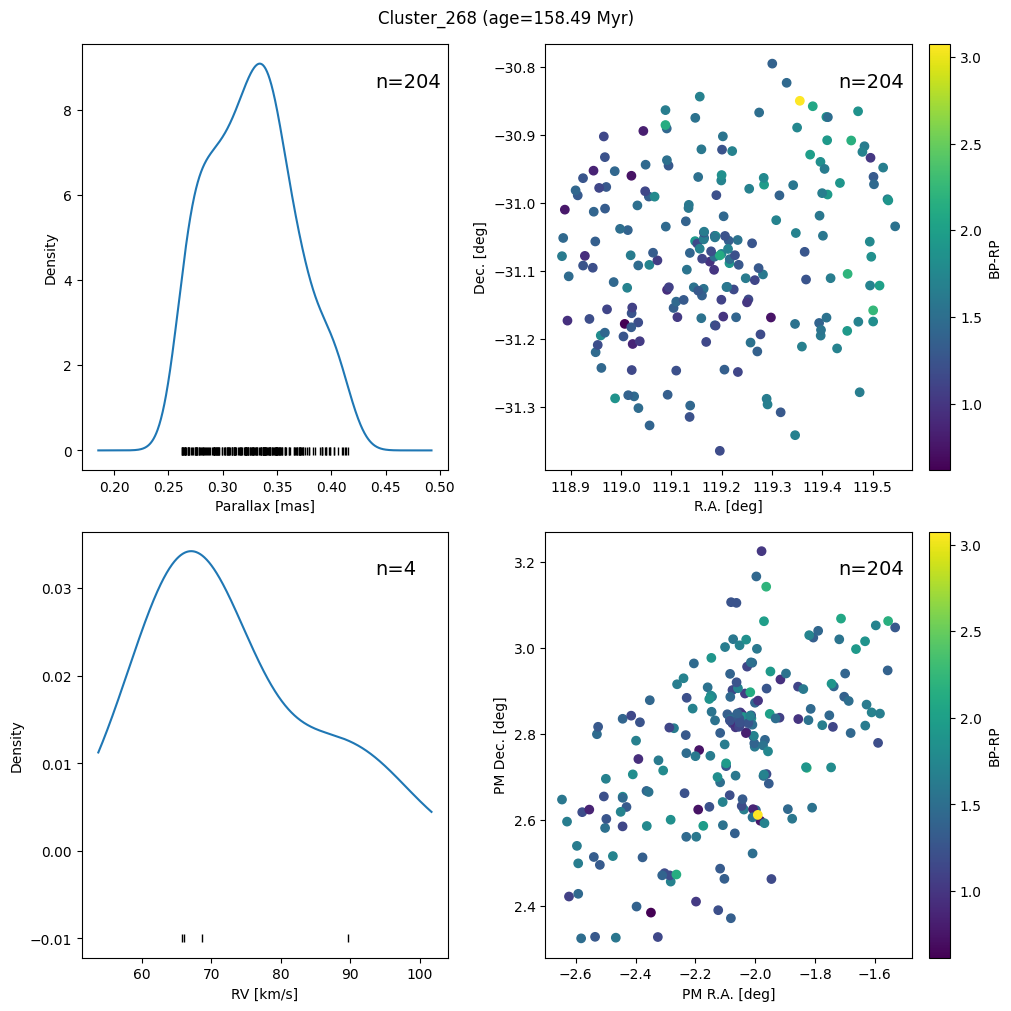 Cluster_268 (age=158.49 Myr)
n=204
Density
8
6
4
2
0
0.20 0.25 0.30 0.35 0.40 0.45 0.50
Parallax [mas]
n=204
Dec. [deg]
−30.8
−30.9
−31.0
−31.1
−31.2
−31.3
118.9 119.0 119.1 119.2 119.3 119.4 119.5
R.A. [deg]
3.0
2.5
2.0
1.5
1.0
BP-RP
n=4
Density
0.03
0.02
0.01
0.00
−0.01
60 70 80 90 100
RV [km/s]
n=204
PM Dec. [deg]
3.2
3.0
2.8
2.6
2.4
−2.6 −2.4 −2.2 −2.0 −1.8 −1.6
PM R.A. [deg]
3.0
2.5
2.0
1.5
1.0
BP-RP